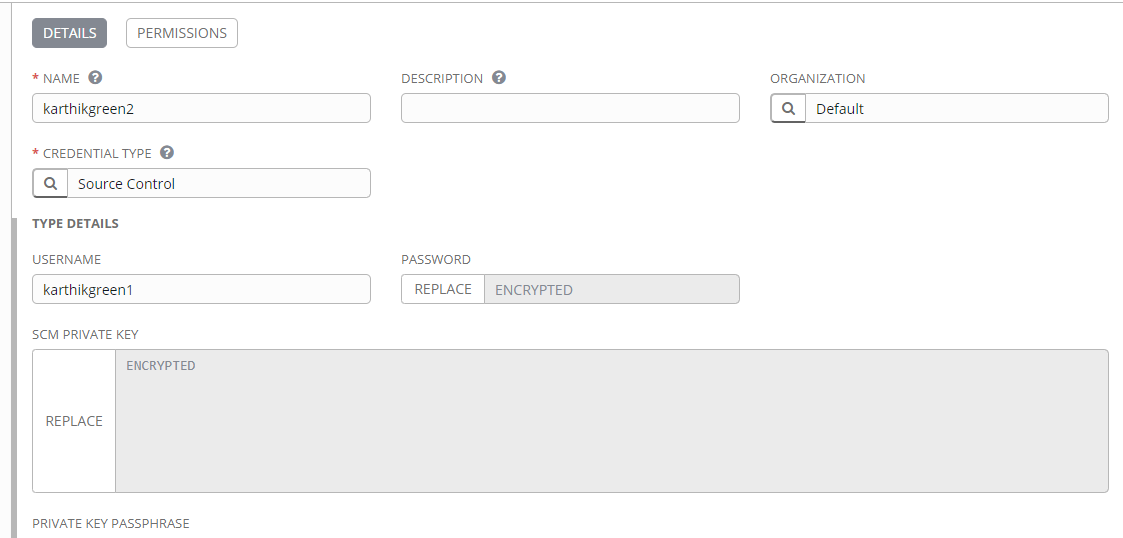 DETAILS PERMISSIONS
* NAME ? DESCRIPTION ? ORGANIZATION
karthikgreen2 Default
* CREDENTIAL TYPE ?
Source Control
TYPE DETAILS
USERNAME PASSWORD
karthikgreen1 REPLACE ENCRYPTED
SCM PRIVATE KEY
ENCRYPTED
REPLACE
PRIVATE KEY PASSPHRASE